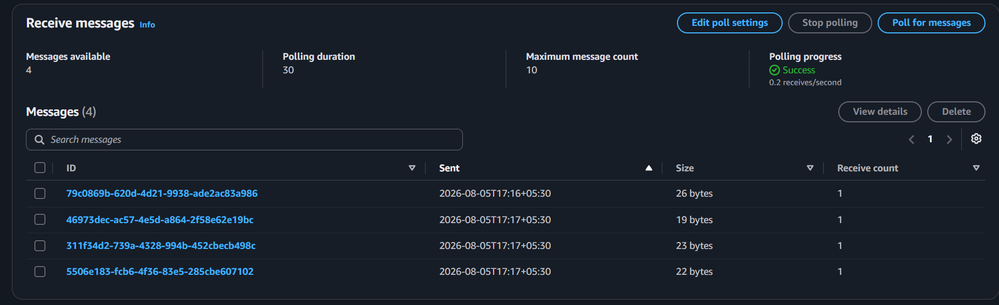 Receive messages Info
Edit poll settings Stop polling Poll for messages
Messages available Polling duration Maximum message count Polling progress
4 30 10 Success
0.2 receives/second
Messages (4)
View details Delete
Search messages
1
ID Sent Size Receive count
79c0869b-620d-4d21-9938-ade2ac83a986 2026-08-05T17:16+05:30 26 bytes 1
46973dec-ac57-4e5d-a864-2f58e62e19bc 2026-08-05T17:17+05:30 19 bytes 1
311f34d2-739a-4328-994b-452cbecb498c 2026-08-05T17:17+05:30 23 bytes 1
5506e183-fcb6-4f36-83e5-285cbe607102 2026-08-05T17:17+05:30 22 bytes 1